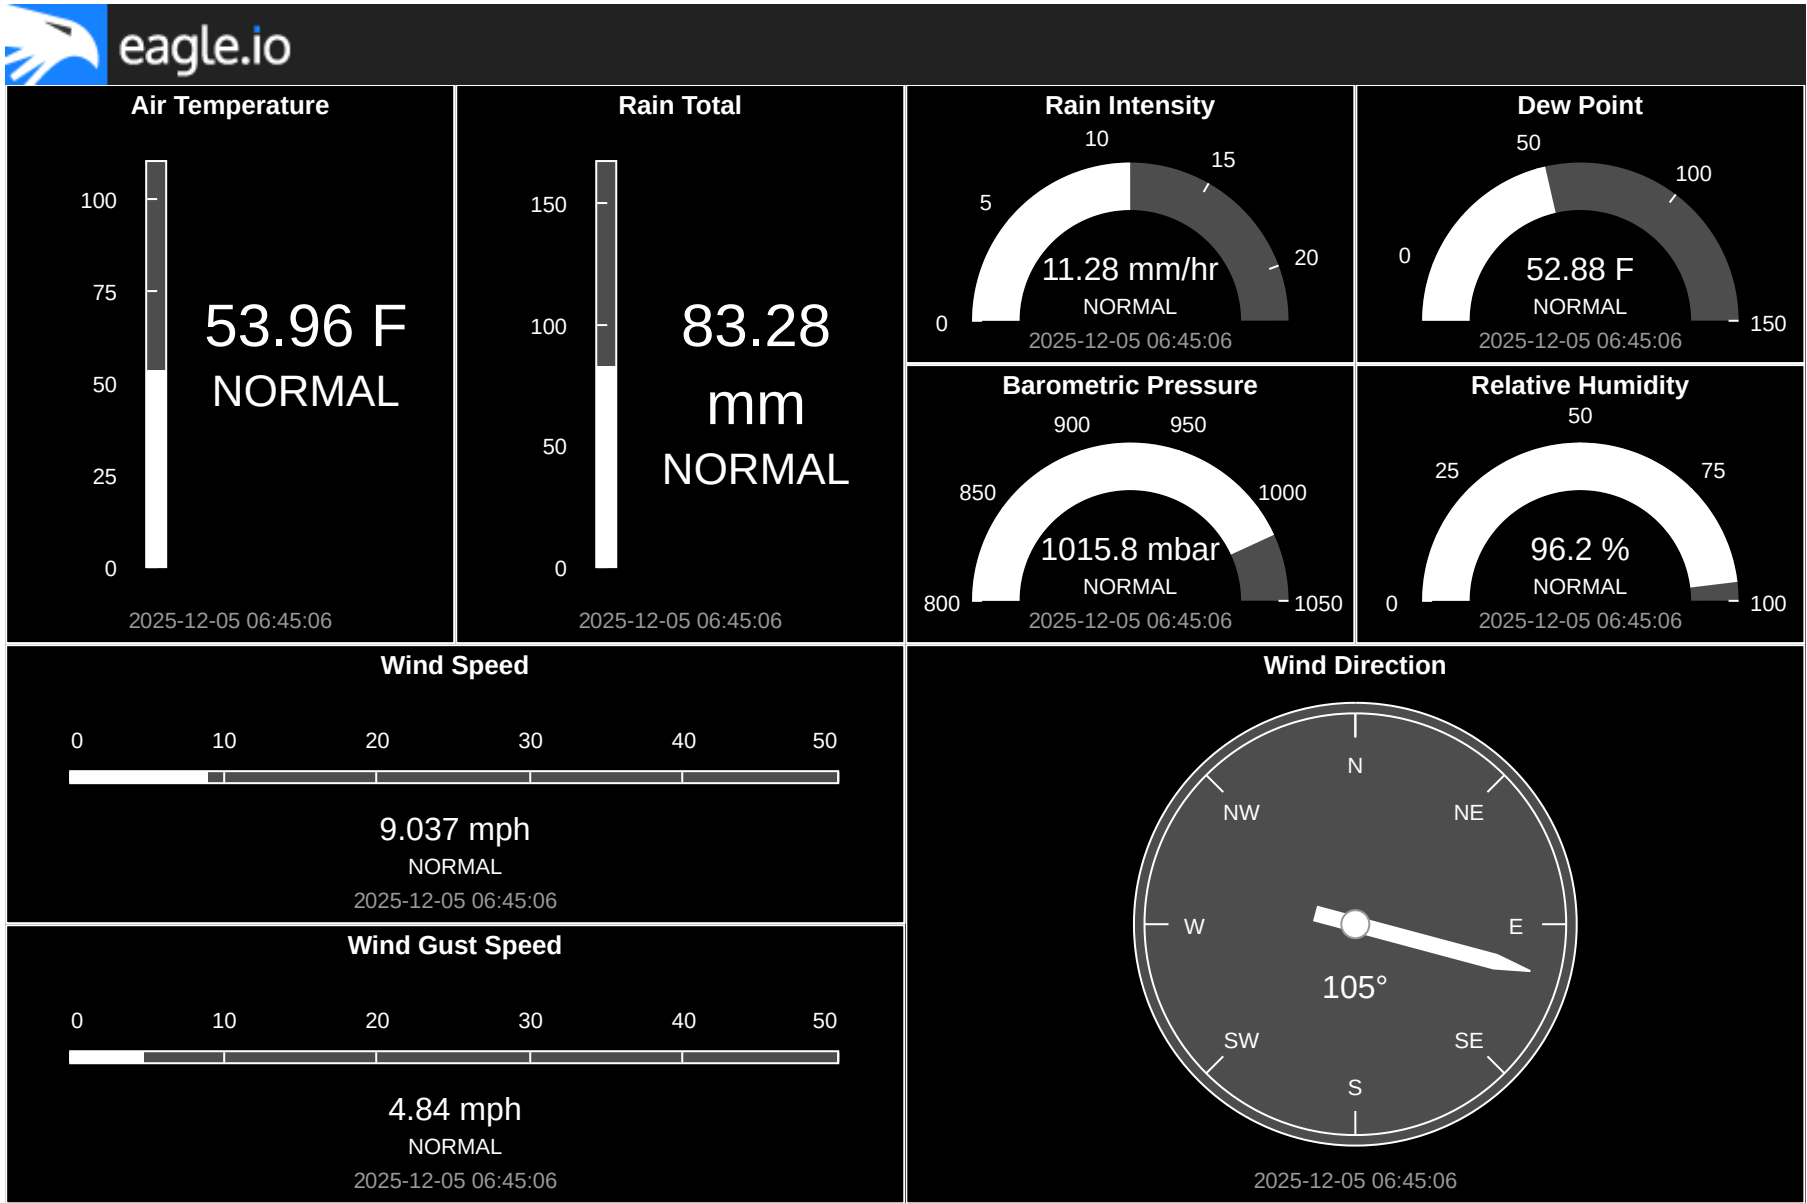 eagle.io
Air Temperature
100
75
50
25
0
53.96 F
NORMAL
2025-12-05 06:45:06
Rain Total
150
100
50
0
83.28
mm
NORMAL
2025-12-05 06:45:06
Rain Intensity
0
5
10
15
20
11.28 mm/hr
NORMAL
2025-12-05 06:45:06
Dew Point
0
50
100
150
52.88 F
NORMAL
2025-12-05 06:45:06
Barometric Pressure
800
850
900
950
1000
1050
1015.8 mbar
NORMAL
2025-12-05 06:45:06
Relative Humidity
0
25
50
75
100
96.2 %
NORMAL
2025-12-05 06:45:06
Wind Speed
0 10 20 30 40 50
9.037 mph
NORMAL
2025-12-05 06:45:06
Wind Gust Speed
0 10 20 30 40 50
4.84 mph
NORMAL
2025-12-05 06:45:06
Wind Direction
N
NW NE
W E
105°
SW SE
S
2025-12-05 06:45:06